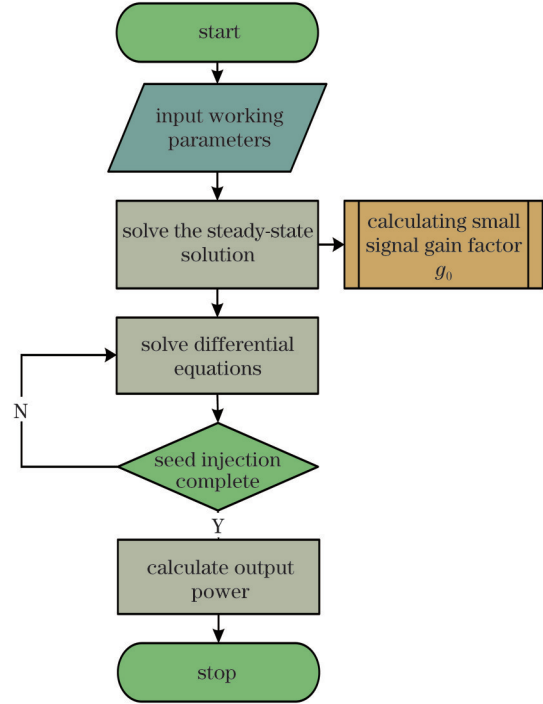 start
input working
parameters
solve the steady-state
solution
calculating small
signal gain factor
g₀
solve differential
equations
N
seed injection
complete
Y
calculate output
power
stop